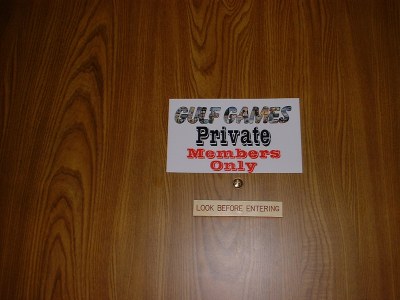 GULF GAMES
Private
Members
Only
LOOK BEFORE ENTERING